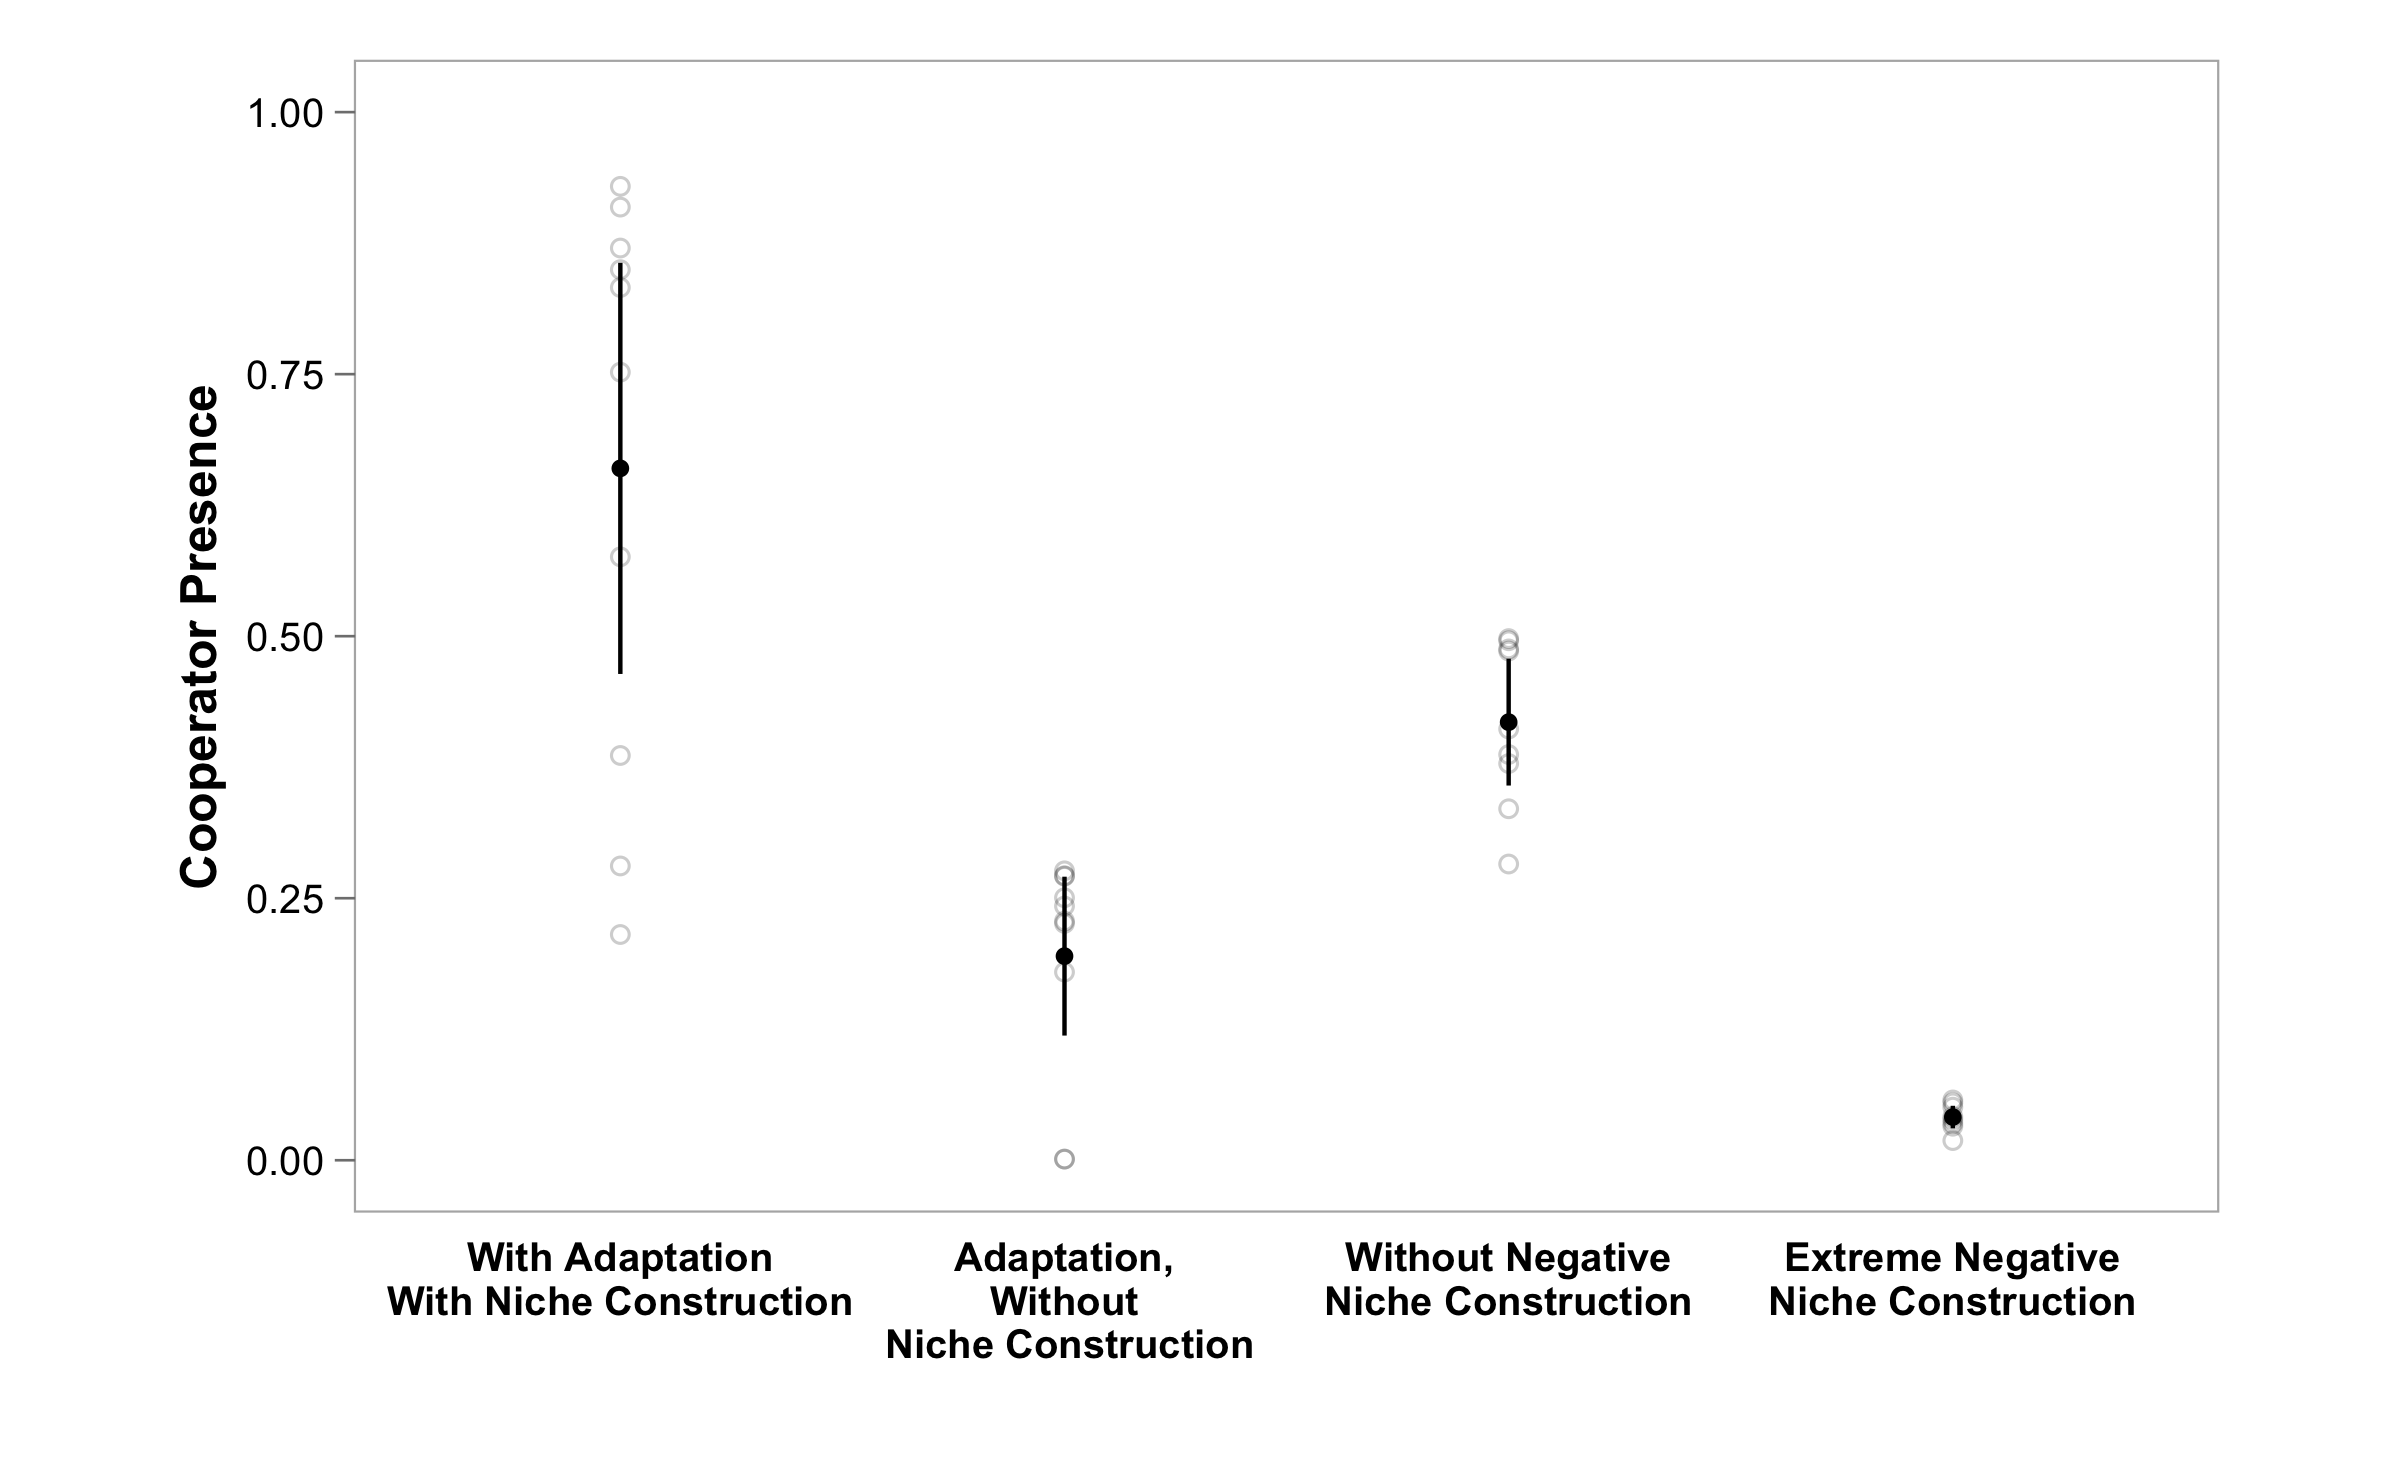 Cooperator Presence
1.00
0.75
0.50
0.25
0.00
With Adaptation
With Niche Construction
Adaptation,
Without
Niche Construction
Without Negative
Niche Construction
Extreme Negative
Niche Construction